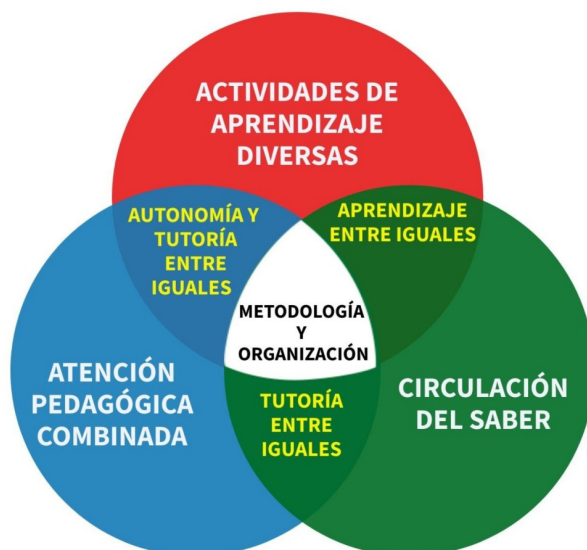 ACTIVIDADES DE
APRENDIZAJE
DIVERSAS
AUTONOMÍA Y
TUTORÍA
ENTRE
IGUALES
APRENDIZAJE
ENTRE IGUALES
METODOLOGÍA
Y
ORGANIZACIÓN
ATENCIÓN
PEDAGÓGICA
COMBINADA
TUTORÍA
ENTRE
IGUALES
CIRCULACIÓN
DEL SABER